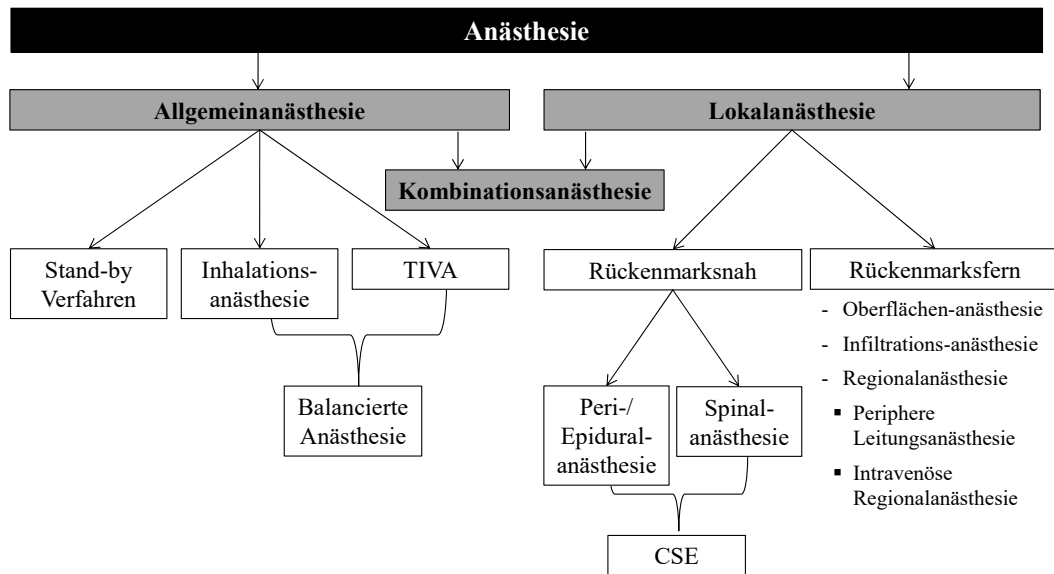 Anästhesie
Allgemeinanästhesie
Lokalanästhesie
Kombinationsanästhesie
Stand-by
Verfahren
Inhalations-
anästhesie
TIVA
Rückenmarksnah
Rückenmarksfern
- Oberflächen-anästhesie
- Infiltrations-anästhesie
- Regionalanästhesie
▪ Periphere
Leitungsanästhesie
▪ Intravenöse
Regionalanästhesie
Balancierte
Anästhesie
Peri-/
Epidural-
anästhesie
Spinal-
anästhesie
CSE